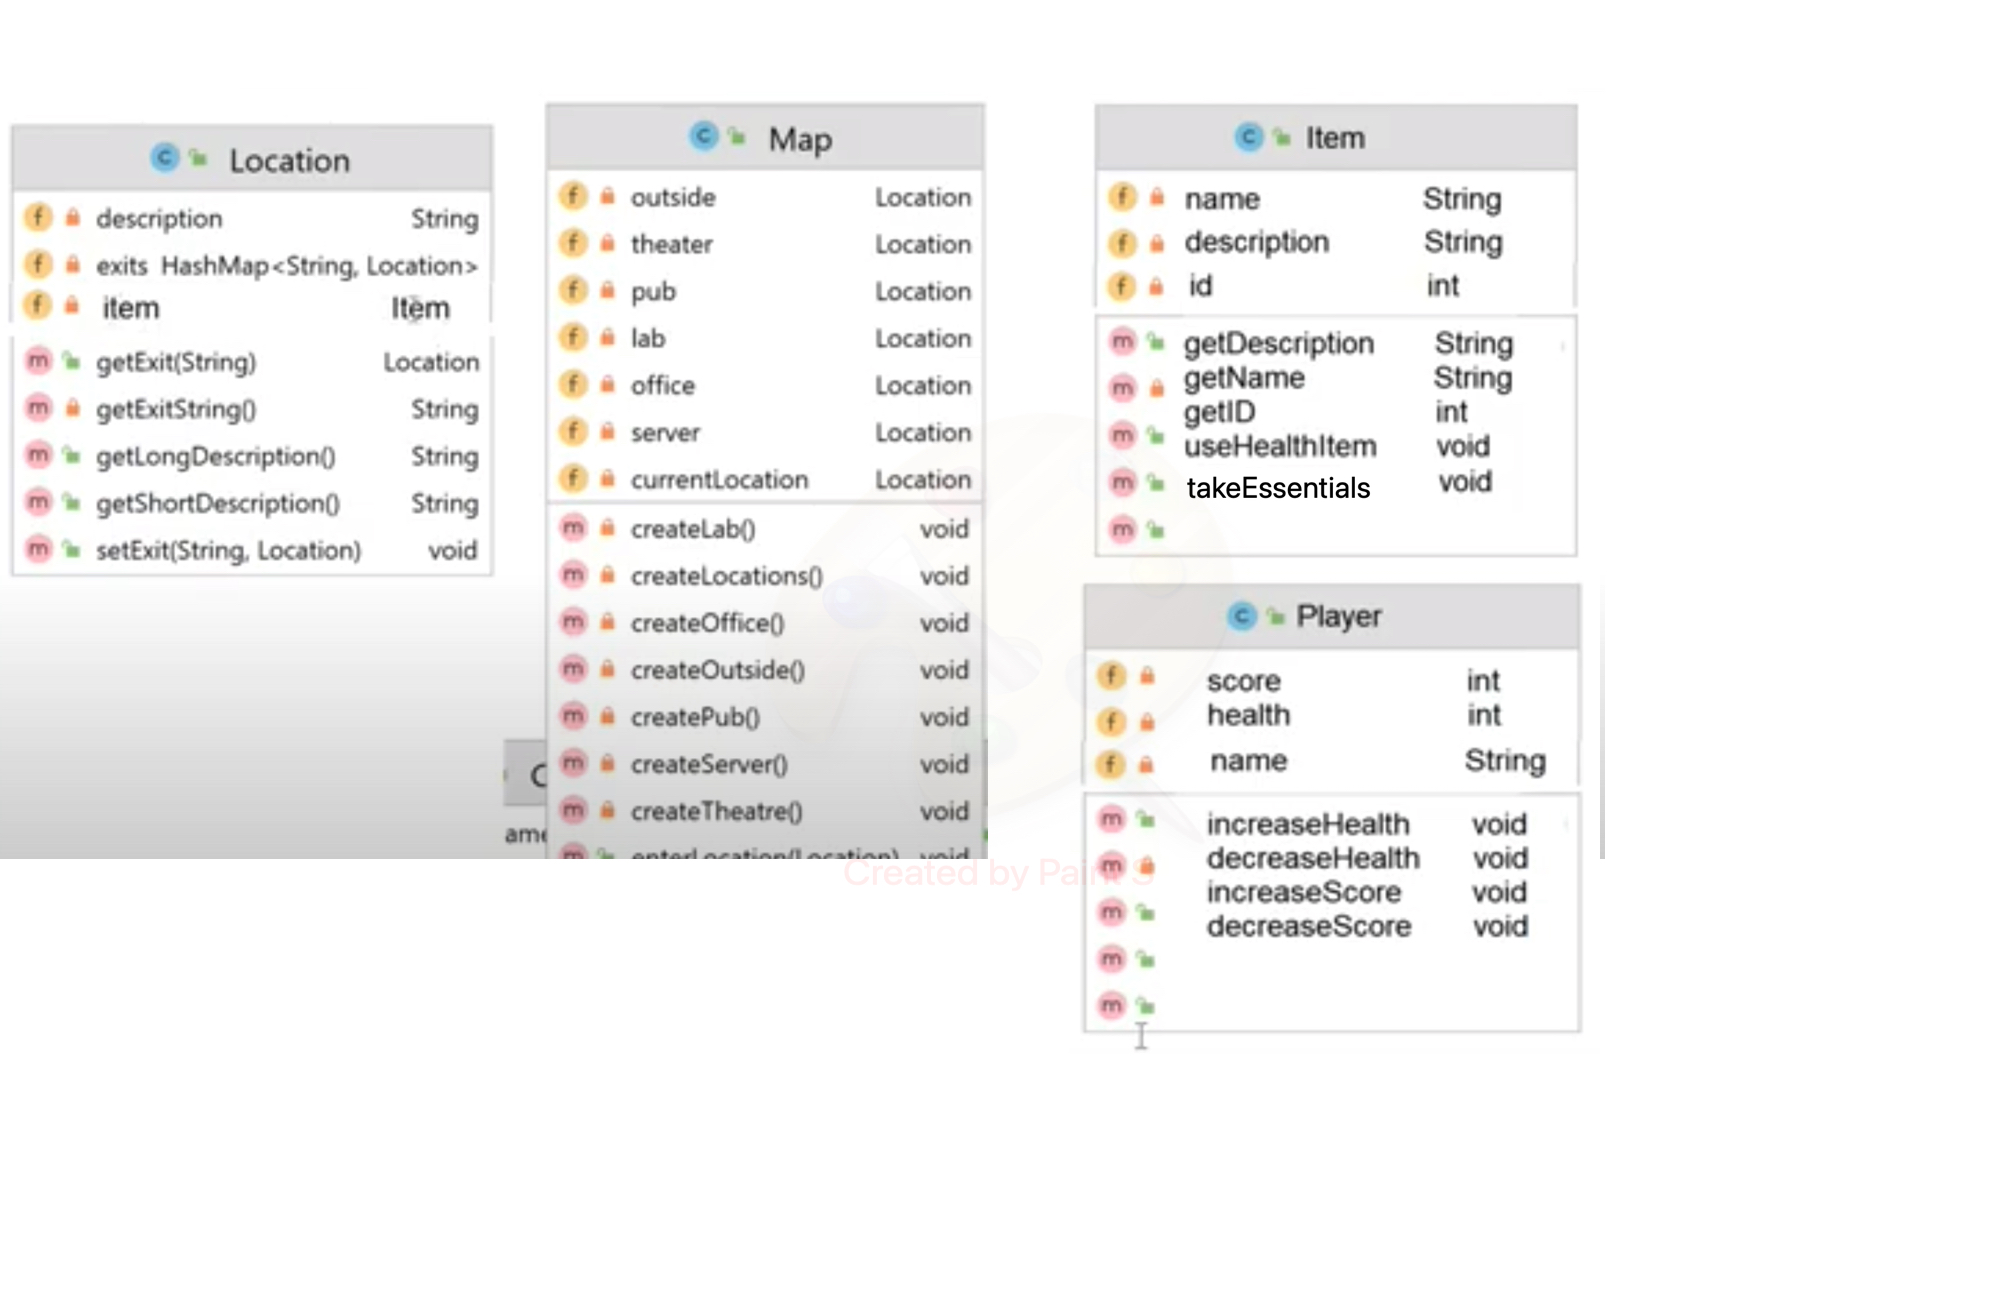 Location
description String
exits HashMap<String, Location>
item Item
getExit(String) Location
getExitString() String
getLongDescription() String
getShortDescription() String
setExit(String, Location) void
Map
outside Location
theater Location
pub Location
lab Location
office Location
server Location
currentLocation Location
createLab() void
createLocations() void
createOffice() void
createOutside() void
createPub() void
createServer() void
createTheatre() void
enterLocation(Location) void
C
ame
Item
name String
description String
id int
getDescription String
getName String
getID int
useHealthItem void
takeEssentials void
Player
score int
health int
name String
increaseHealth void
decreaseHealth void
increaseScore void
decreaseScore void
Created by Paint S